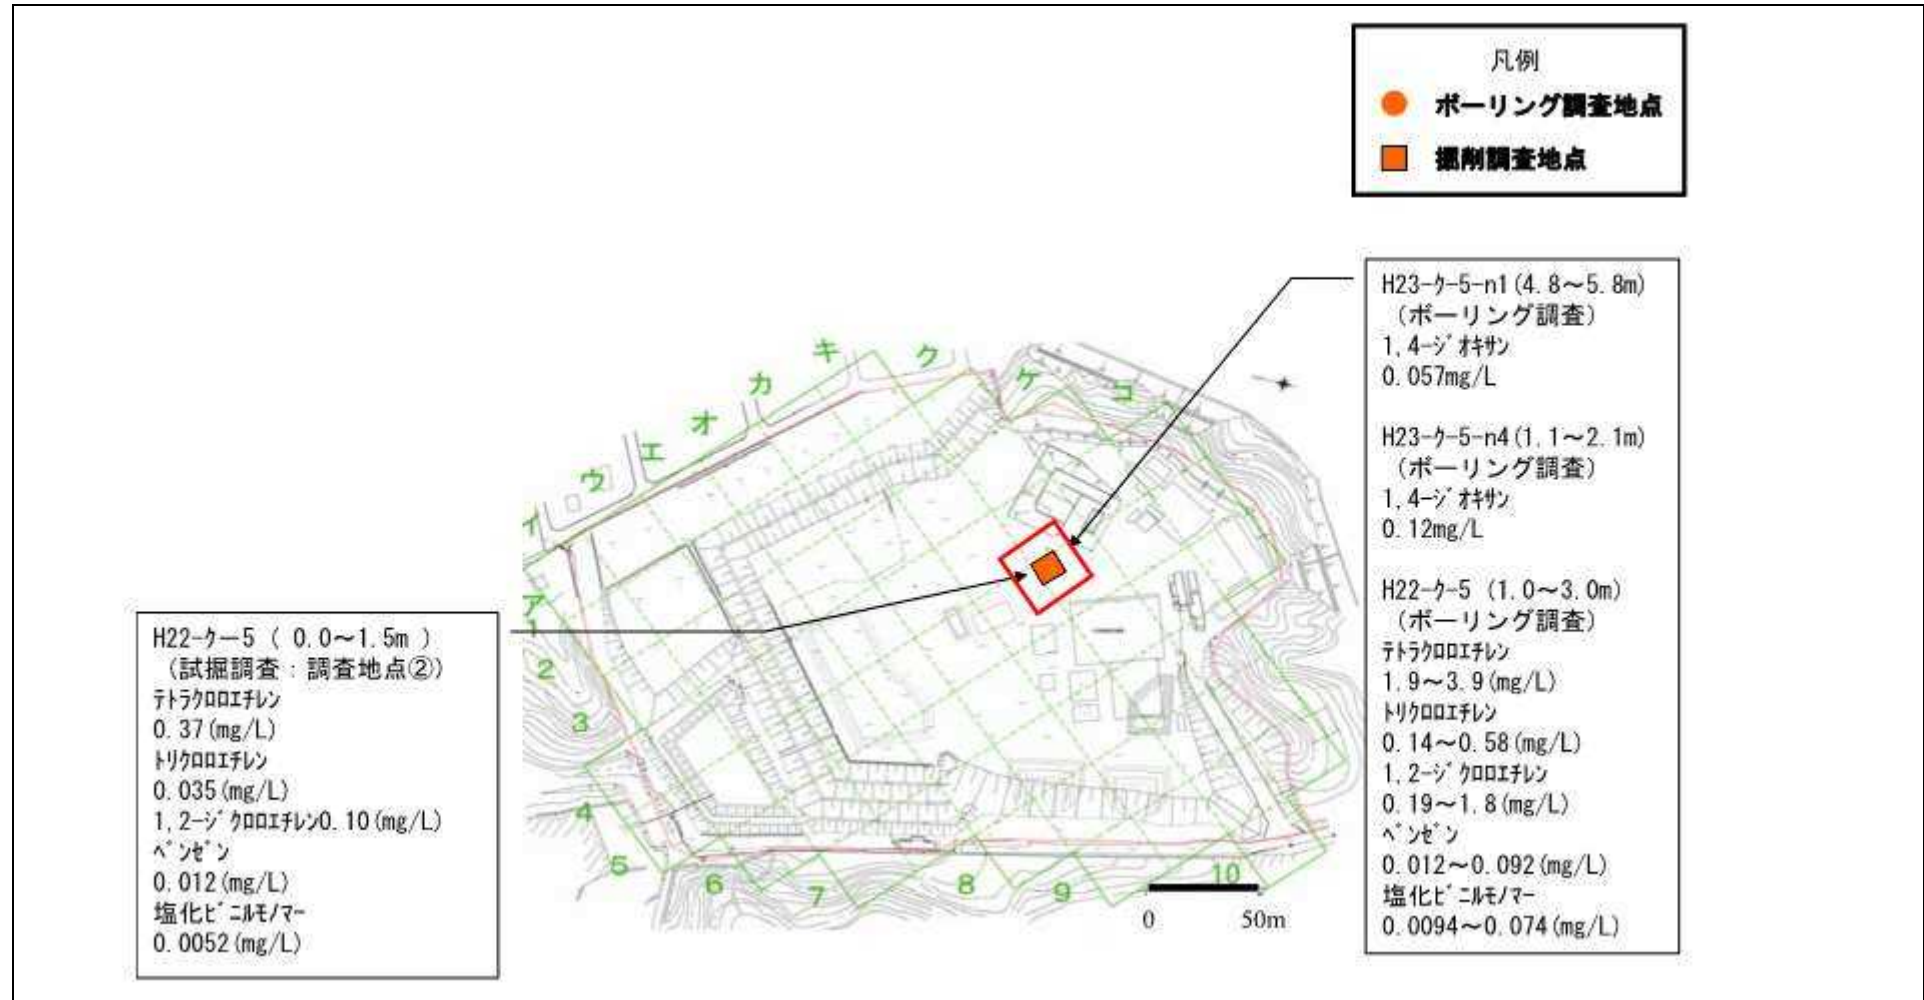 凡例
ボーリング調査地点
掘削調査地点
H23-ｸ-5-n1(4.8～5.8m)
（ボーリング調査）
1,4-ｼﾞｵｷｻﾝ
0.057mg/L
H23-ｸ-5-n4(1.1～2.1m)
（ボーリング調査）
1,4-ｼﾞｵｷｻﾝ
0.12mg/L
H22-ｸ-5 (1.0～3.0m)
（ボーリング調査）
ﾃﾄﾗｸﾛﾛｴﾁﾚﾝ
1.9～3.9(mg/L)
ﾄﾘｸﾛﾛｴﾁﾚﾝ
0.14～0.58(mg/L)
1,2-ｼﾞｸﾛﾛｴﾁﾚﾝ
0.19～1.8(mg/L)
ﾍﾞﾝｾﾞﾝ
0.012～0.092(mg/L)
塩化ﾋﾞﾆﾙﾓﾉﾏｰ
0.0094～0.074(mg/L)
キ
ク
ケ
コ
カ
オ
エ
ウ
イ
ア
1
2
3
4
5
6
7
8
9
10
0 50m
H22-ｸー5 ( 0.0～1.5m )
（試掘調査：調査地点②）
ﾃﾄﾗｸﾛﾛｴﾁﾚﾝ
0.37(mg/L)
ﾄﾘｸﾛﾛｴﾁﾚﾝ
0.035(mg/L)
1,2-ｼﾞｸﾛﾛｴﾁﾚﾝ0.10(mg/L)
ﾍﾞﾝｾﾞﾝ
0.012(mg/L)
塩化ﾋﾞﾆﾙﾓﾉﾏｰ
0.0052(mg/L)